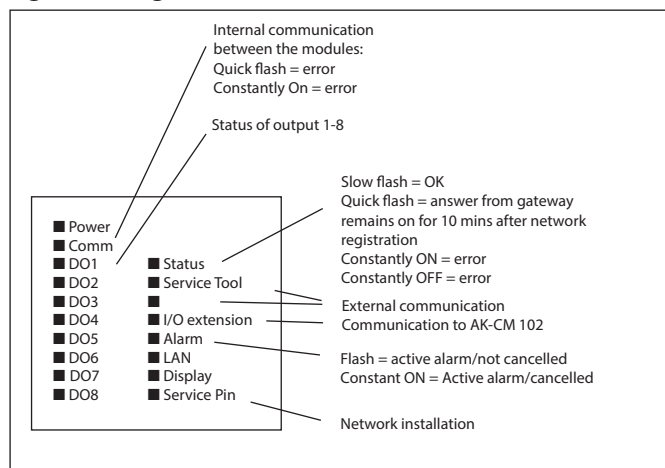 Internal communication
between the modules:
Quick flash = error
Constantly On = error
Status of output 1-8
Slow flash = OK
Quick flash = answer from gateway
remains on for 10 mins after network
registration
Constantly ON = error
Constantly OFF = error
External communication
Communication to AK-CM 102
Flash = active alarm/not cancelled
Constant ON = Active alarm/cancelled
Network installation
Power
Comm
DO1
DO2
DO3
DO4
DO5
DO6
DO7
DO8
Status
Service Tool
I/O extension
Alarm
LAN
Display
Service Pin